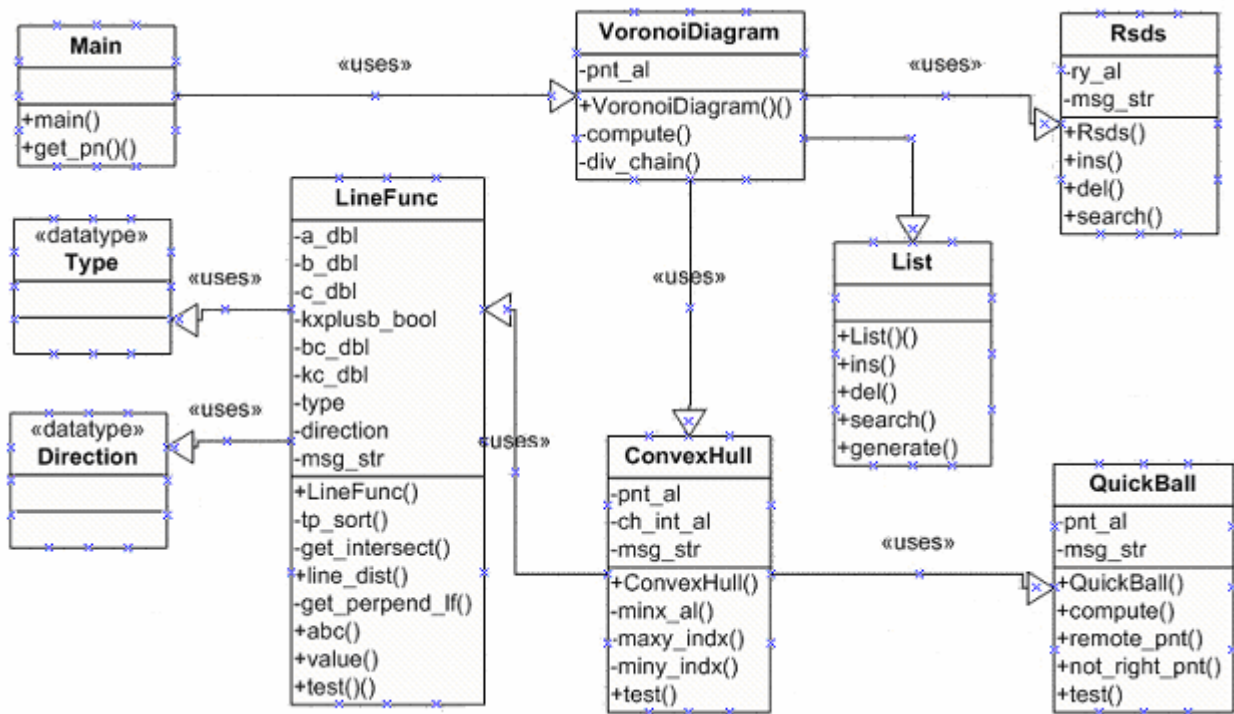 Main
+main()
+get_pn()()
«uses»
VoronoiDiagram
-pnt_al
+VoronoiDiagram()()
-compute()
-div_chain()
«uses»
Rsds
-ry_al
-msg_str
+Rsds()
+ins()
+del()
+search()
«datatype»
Type
«uses»
LineFunc
-a_dbl
-b_dbl
-c_dbl
-kxplusb_bool
-bc_dbl
-kc_dbl
-type
-direction
-msg_str
+LineFunc()
-tp_sort()
-get_intersect()
+line_dist()
-get_perpend_lf()
+abc()
+value()
+test()()
«uses»
List
+List()()
+ins()
+del()
+search()
+generate()
«datatype»
Direction
«uses»
«uses»
ConvexHull
-pnt_al
-ch_int_al
-msg_str
+ConvexHull()
-minx_al()
-maxy_indx()
-miny_indx()
+test()
«uses»
QuickBall
-pnt_al
-msg_str
+QuickBall()
+compute()
+remote_pnt()
+not_right_pnt()
+test()